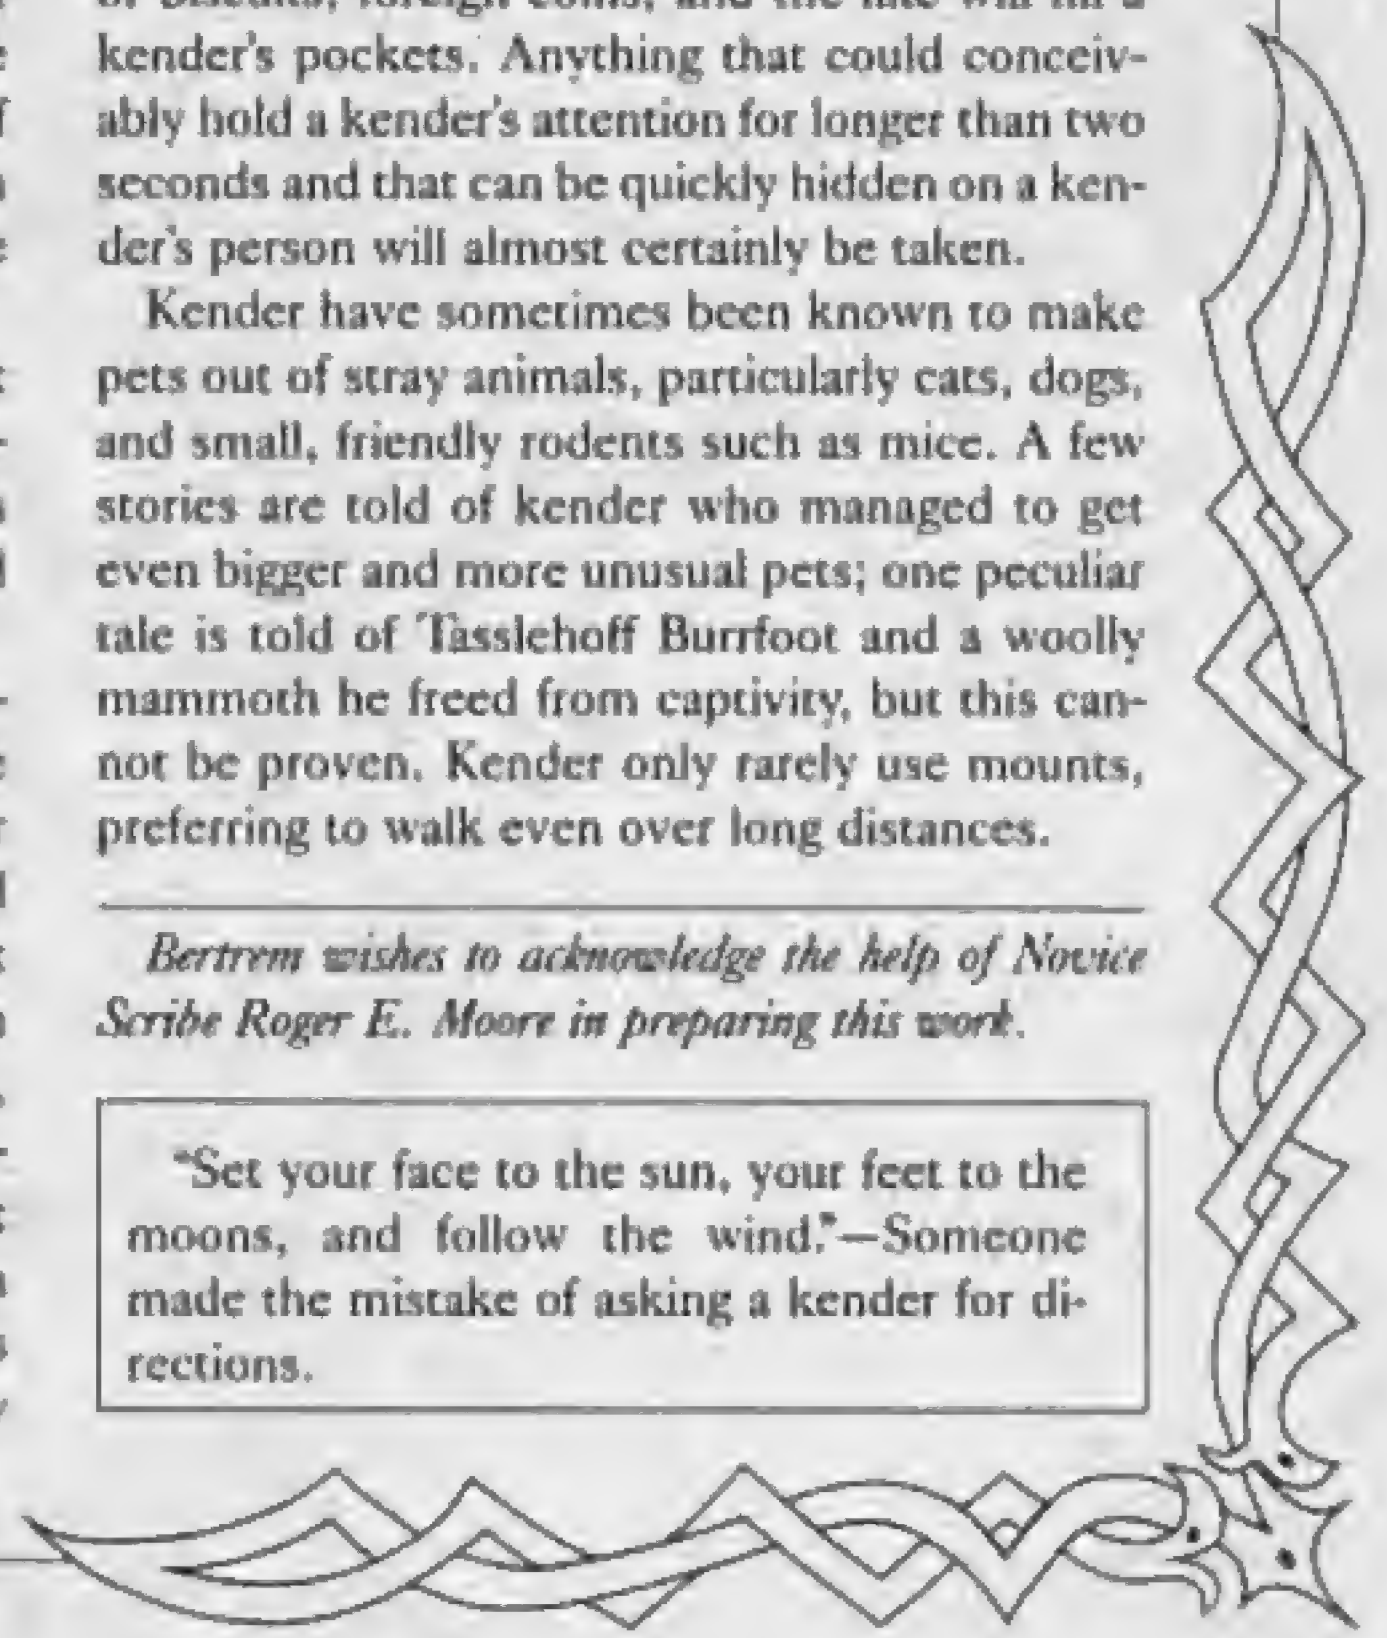 kender's pockets. Anything that could conceiv-
ably hold a kender's attention for longer than two
seconds and that can be quickly hidden on a ken-
der's person will almost certainly be taken.
Kender have sometimes been known to make
pets out of stray animals, particularly cats, dogs,
and small, friendly rodents such as mice. A few
stories are told of kender who managed to get
even bigger and more unusual pets; one peculiar
tale is told of Tasslehoff Burrfoot and a woolly
mammoth he freed from captivity, but this can-
not be proven. Kender only rarely use mounts,
preferring to walk even over long distances.
Bertrem wishes to acknowledge the help of Novice
Scribe Roger E. Moore in preparing this work.
"Set your face to the sun, your feet to the
moons, and follow the wind."—Someone
made the mistake of asking a kender for di-
rections.